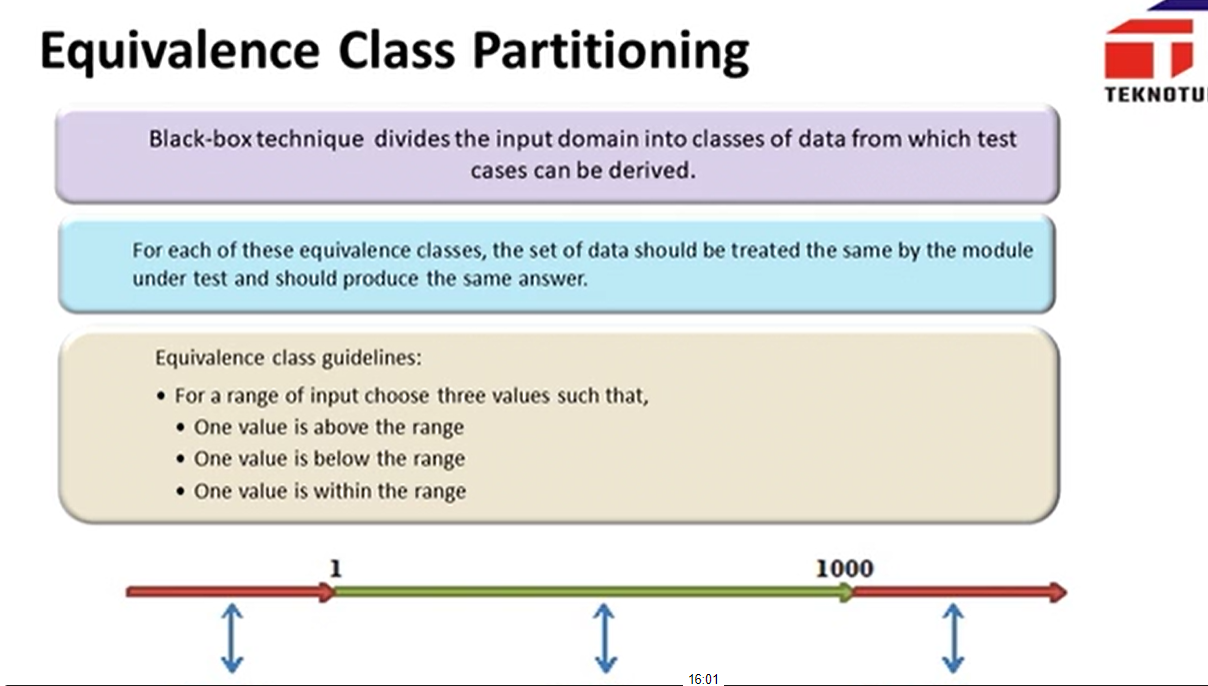 Equivalence Class Partitioning
TEKNOTU
Black-box technique divides the input domain into classes of data from which test
cases can be derived.
For each of these equivalence classes, the set of data should be treated the same by the module
under test and should produce the same answer.
Equivalence class guidelines:
• For a range of input choose three values such that,
• One value is above the range
• One value is below the range
• One value is within the range
1 1000
16:01